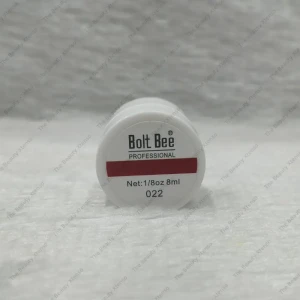 Bolt Bee®
PROFESSIONAL
Net:1/8oz 8ml
022